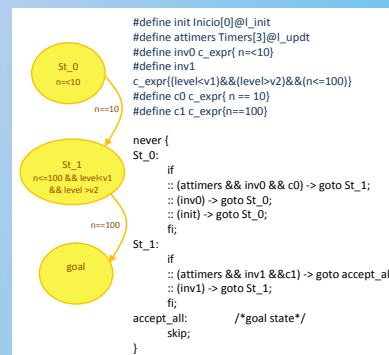 St_0
n=<10
n==10
St_1
n<=100 && level<v1
&& level >v2
n==100
goal
#define init Inicio[0]@l_init
#define attimers Timers[3]@l_updt
#define inv0 c_expr{ n=<10}
#define inv1
c_expr{(level<v1)&&(level>v2)&&(n<=100)}
#define c0 c_expr{ n == 10}
#define c1 c_expr{n==100}
never {
St_0:
if
:: (attimers && inv0 && c0) -> goto St_1;
:: (inv0) -> goto St_0;
:: (init) -> goto St_0;
fi;
St_1:
if
:: (attimers && inv1 &&c1) -> goto accept_al
:: (inv1) -> goto St_1;
fi;
accept_all: /*goal state*/
skip;
}